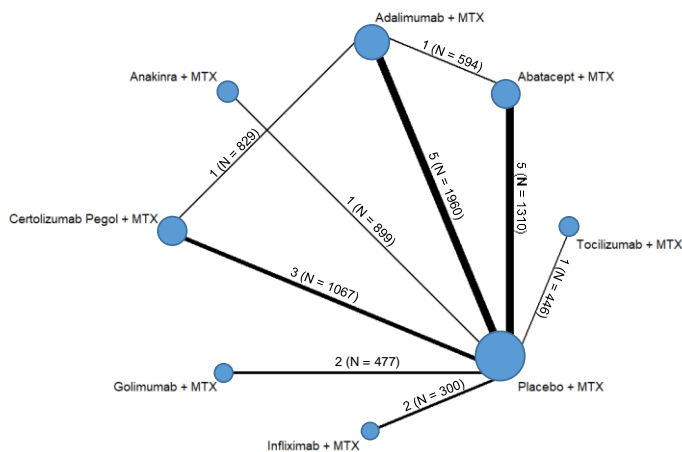 Adalimumab + MTX
1 (N = 594)
Anakinra + MTX
Abatacept + MTX
1 (N = 829)
5 (N = 1960)
5 (N = 1310)
Certolizumab Pegol + MTX
1 (N = 899)
Tocilizumab + MTX
3 (N = 1067)
1 (N = 446)
2 (N = 477)
Golimumab + MTX
Placebo + MTX
2 (N = 300)
Infliximab + MTX